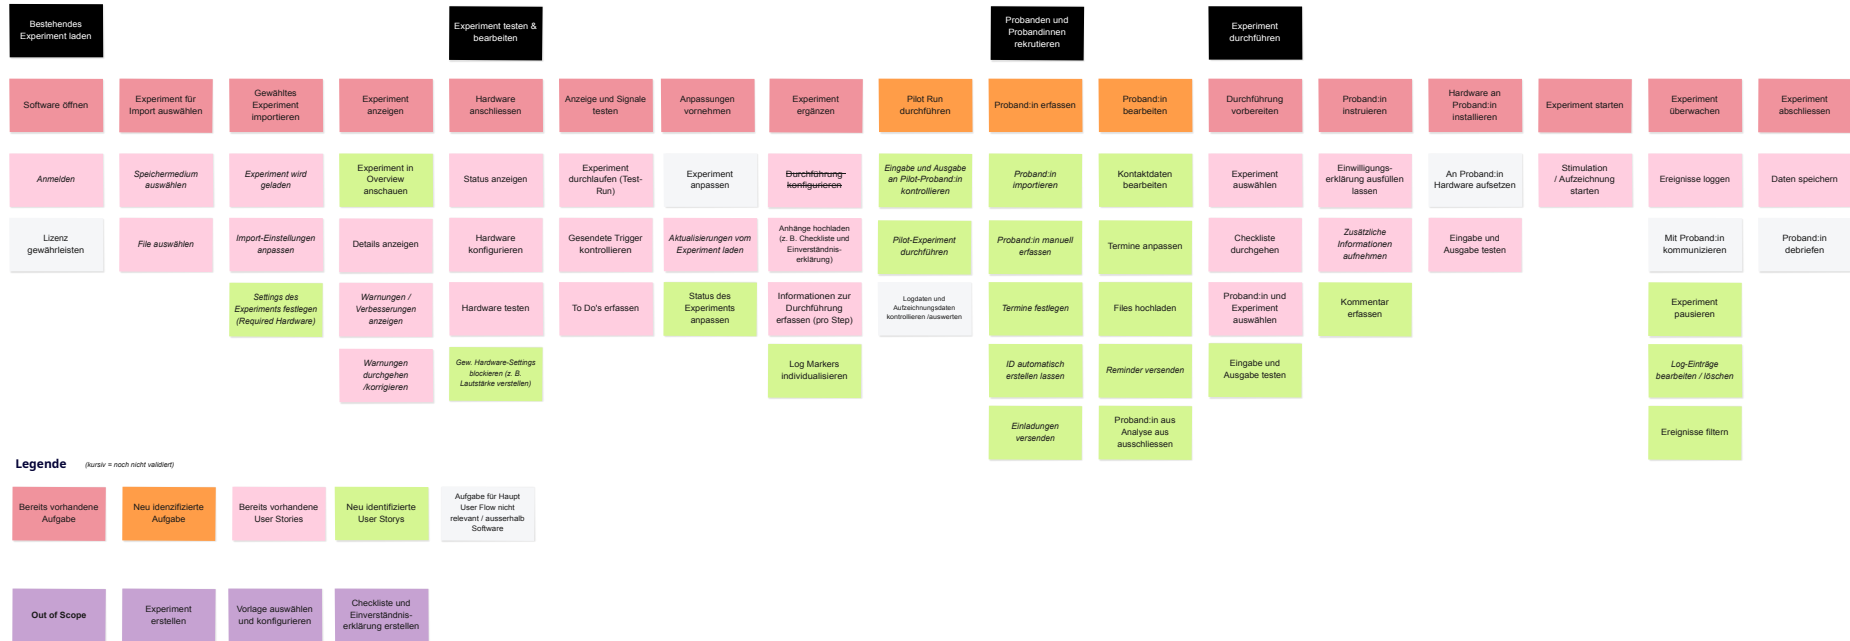 Bestehendes
Experiment laden
Experiment testen &
bearbeiten
Probanden und
Probandinnen
rekrutieren
Experiment
durchführen
Software öffnen
Experiment für
Import auswählen
Gewähltes
Experiment
importieren
Experiment
anzeigen
Hardware
anschliessen
Anzeige und Signale
testen
Anpassungen
vornehmen
Experiment
ergänzen
Pilot Run
durchführen
Proband:in erfassen
Proband:in
bearbeiten
Durchführung
vorbereiten
Proband:in
instruieren
Hardware an
Proband:in
installieren
Experiment starten
Experiment
überwachen
Experiment
abschliessen
Anmelden
Speichermedium
auswählen
Experiment wird
geladen
Experiment in
Overview
anschauen
Status anzeigen
Experiment
durchlaufen (Test-
Run)
Experiment
anpassen
Durchführung
konfigurieren
Eingabe und Ausgabe
an Pilot-Proband:in
kontrollieren
Proband:in
importieren
Kontaktdaten
bearbeiten
Experiment
auswählen
Einwilligungs-
erklärung ausfüllen
lassen
An Proband:in
Hardware aufsetzen
Stimulation
/ Aufzeichnung
starten
Ereignisse loggen
Daten speichern
Lizenz
gewährleisten
File auswählen
Import-Einstellungen
anpassen
Details anzeigen
Hardware
konfigurieren
Gesendete Trigger
kontrollieren
Aktualisierungen vom
Experiment laden
Anhänge hochladen
(z. B. Checkliste und
Einverständnis-
erklärung)
Pilot-Experiment
durchführen
Proband:in manuell
erfassen
Termine anpassen
Checkliste
durchgehen
Zusätzliche
Informationen
aufnehmen
Eingabe und
Ausgabe testen
Mit Proband:in
kommunizieren
Proband:in
debriefen
Settings des
Experiments festlegen
(Required Hardware)
Warnungen /
Verbesserungen
anzeigen
Hardware testen
To Do's erfassen
Status des
Experiments
anpassen
Informationen zur
Durchführung
erfassen (pro Step)
Logdaten und
Aufzeichnungsdaten
kontrollieren /auswerten
Termine festlegen
Files hochladen
Proband:in und
Experiment
auswählen
Kommentar
erfassen
Experiment
pausieren
Warnungen
durchgehen
/korrigieren
Gew. Hardware-Settings
blockieren (z. B.
Lautstärke verstellen)
Log Markers
individualisieren
ID automatisch
erstellen lassen
Reminder versenden
Eingabe und
Ausgabe testen
Log-Einträge
bearbeiten / löschen
Einladungen
versenden
Proband:in aus
Analyse aus
ausschliessen
Ereignisse filtern
Legende (kursiv = noch nicht validiert)
Bereits vorhandene
Aufgabe
Neu idenzifizierte
Aufgabe
Bereits vorhandene
User Stories
Neu identifizierte
User Storys
Aufgabe für Haupt
User Flow nicht
relevant / ausserhalb
Software
Out of Scope
Experiment
erstellen
Vorlage auswählen
und konfigurieren
Checkliste und
Einverständnis-
erklärung erstellen